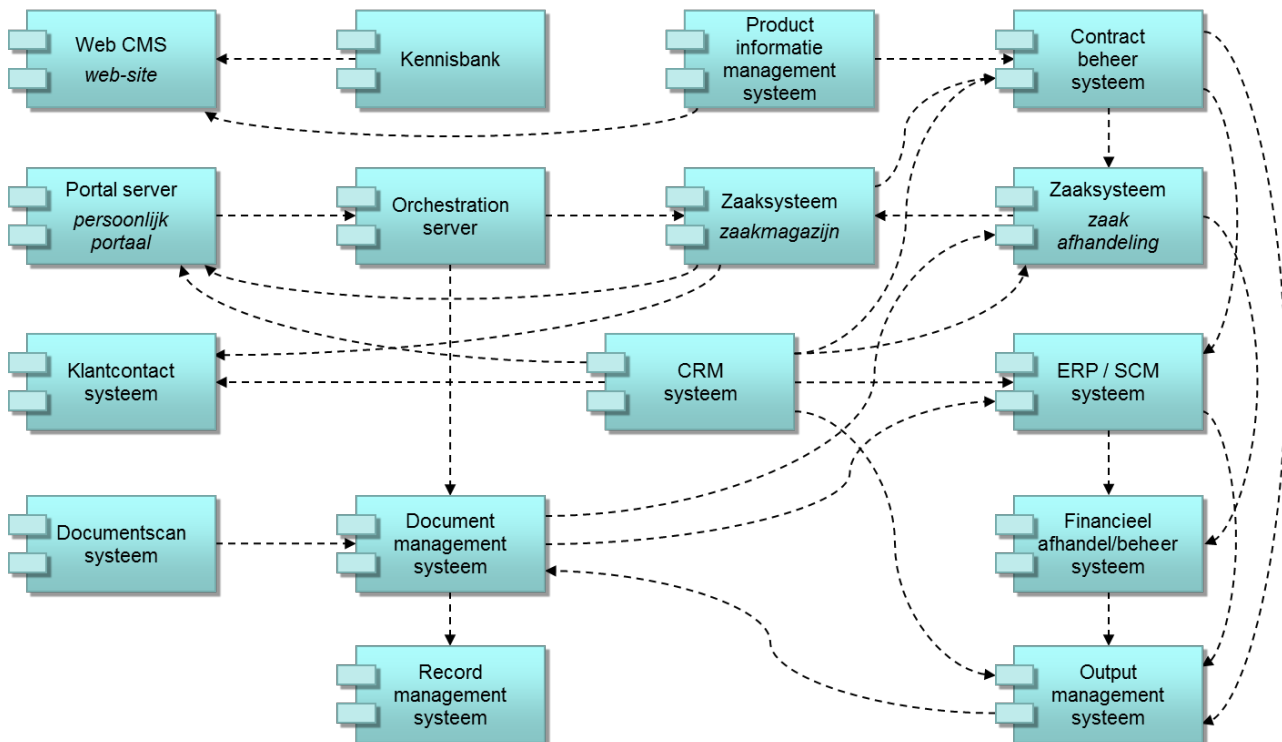 Web CMS
web-site
Kennisbank
Product
informatie
management
systeem
Contract
beheer
systeem
Portal server
persoonlijk
portaal
Orchestration
server
Zaaksysteem
zaakmagazijn
Zaaksysteem
zaak
afhandeling
Klantcontact
systeem
CRM
systeem
ERP / SCM
systeem
Documentscan
systeem
Document
management
systeem
Financieel
afhandel/beheer
systeem
Record
management
systeem
Output
management
systeem